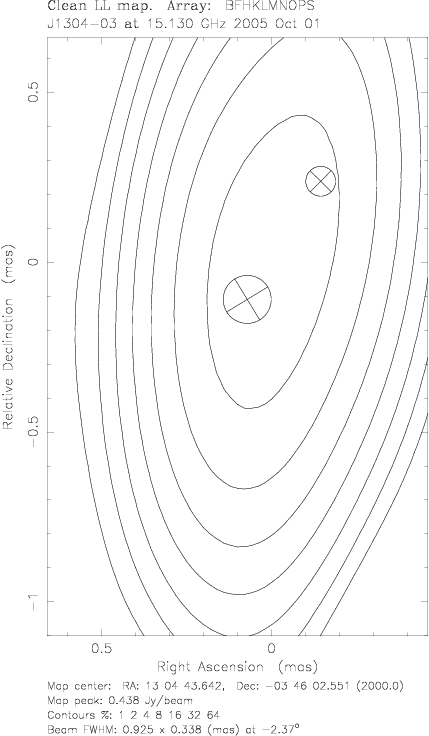 Clean LL map. Array: BFHKLMNOPS
J1304-03 at 15.130 GHz 2005 Oct 01
0.5
0
-0.5
-1
Relative Declination (mas)
0.5
0
Right Ascension (mas)
Map center: RA: 13 04 43.642, Dec: -03 46 02.551 (2000.0)
Map peak: 0.438 Jy/beam
Contours %: 1 2 4 8 16 32 64
Beam FWHM: 0.925 x 0.338 (mas) at -2.37°